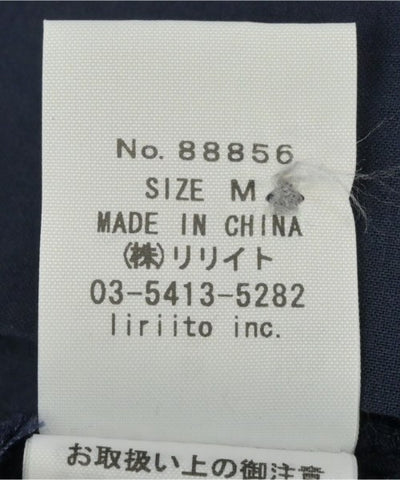 No. 88856
SIZE M
MADE IN CHINA
(株)リリイト
03-5413-5282
liriito inc.
お取扱い上の御注意